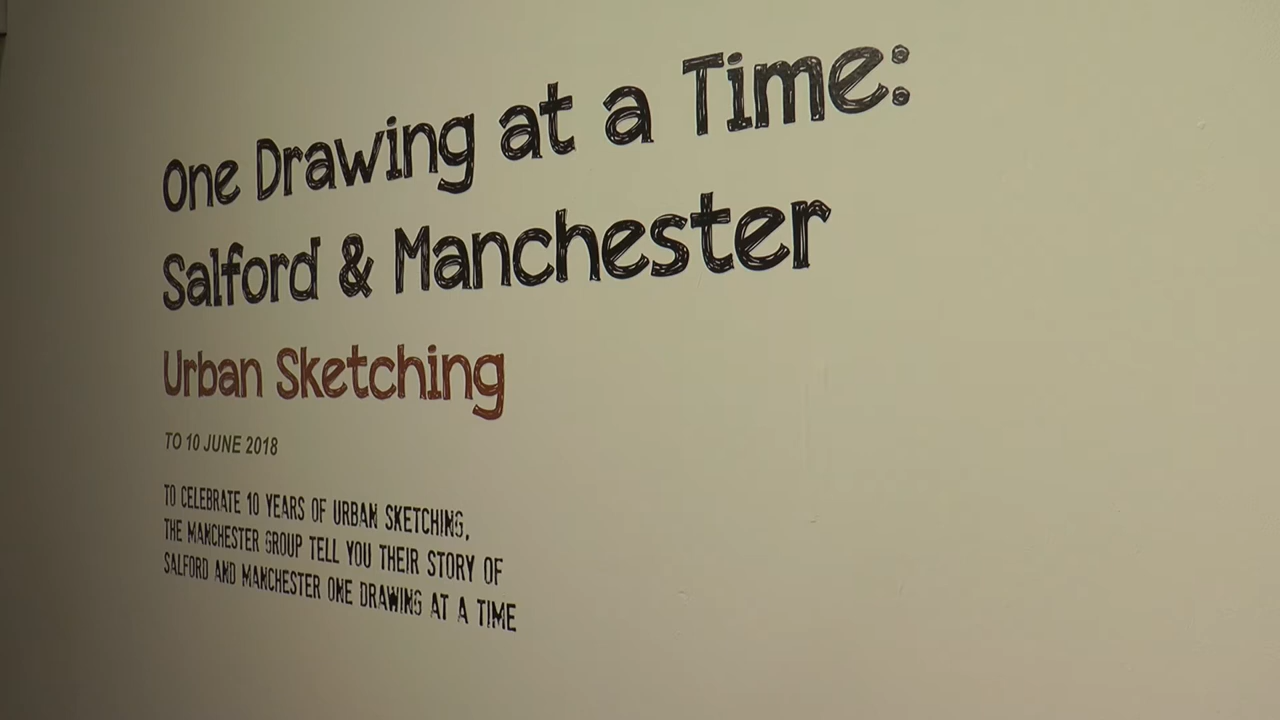 One Drawing at a Time:
Salford & Manchester
Urban Sketching
TO 10 JUNE 2018
TO CELEBRATE 10 YEARS OF URBAN SKETCHING,
THE MANCHESTER GROUP TELL YOU THEIR STORY OF
SALFORD AND MANCHESTER ONE DRAWING AT A TIME